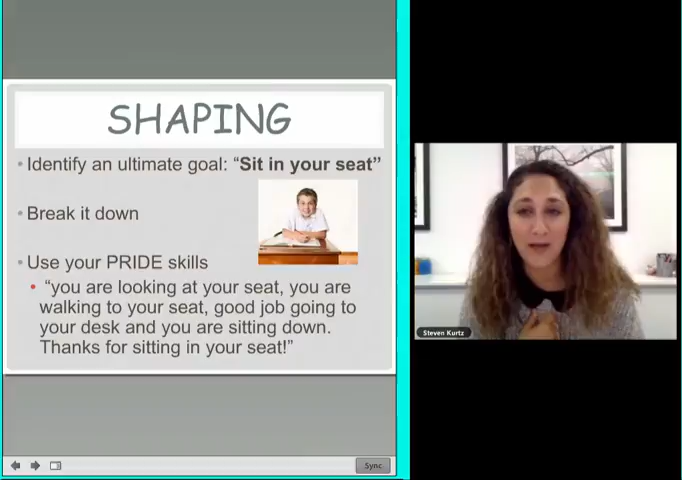 SHAPING
• Identify an ultimate goal: “Sit in your seat”
• Break it down
• Use your PRIDE skills
• “you are looking at your seat, you are
walking to your seat, good job going to
your desk and you are sitting down.
Thanks for sitting in your seat!”
Steven Kurtz
Sync